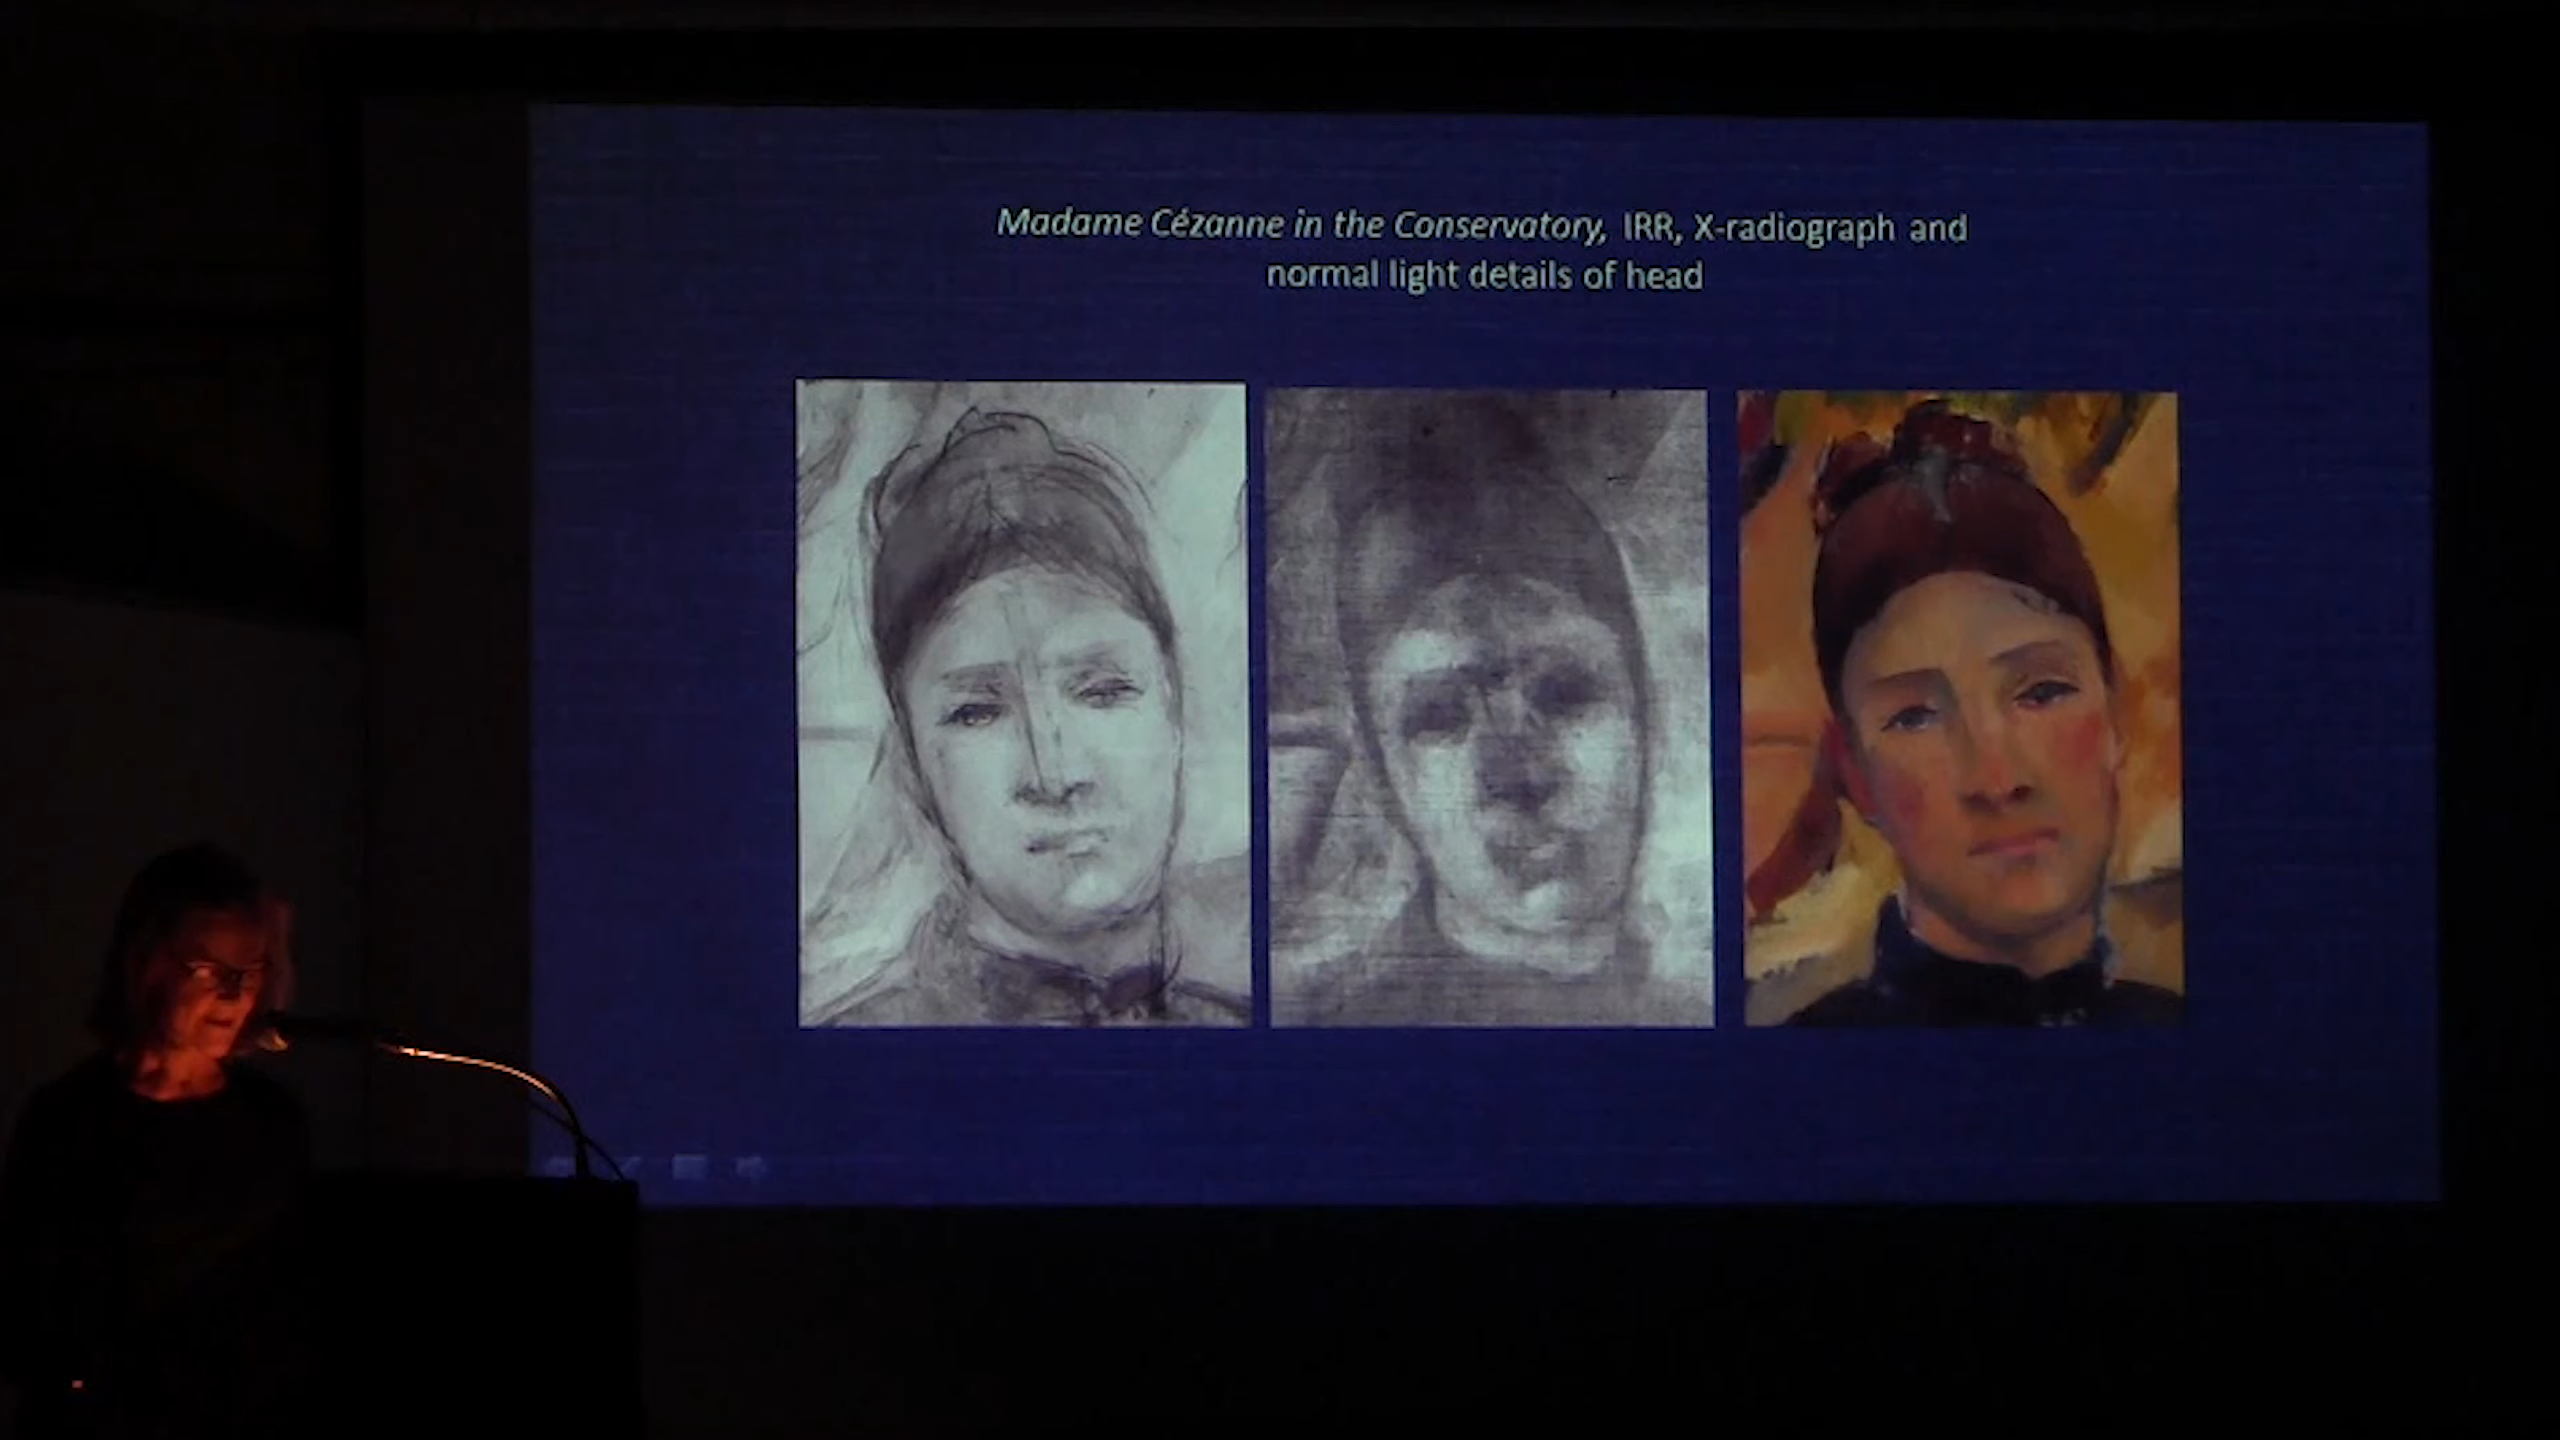 Madame Cézanne in the Conservatory, IRR, X-radiograph and
normal light details of head